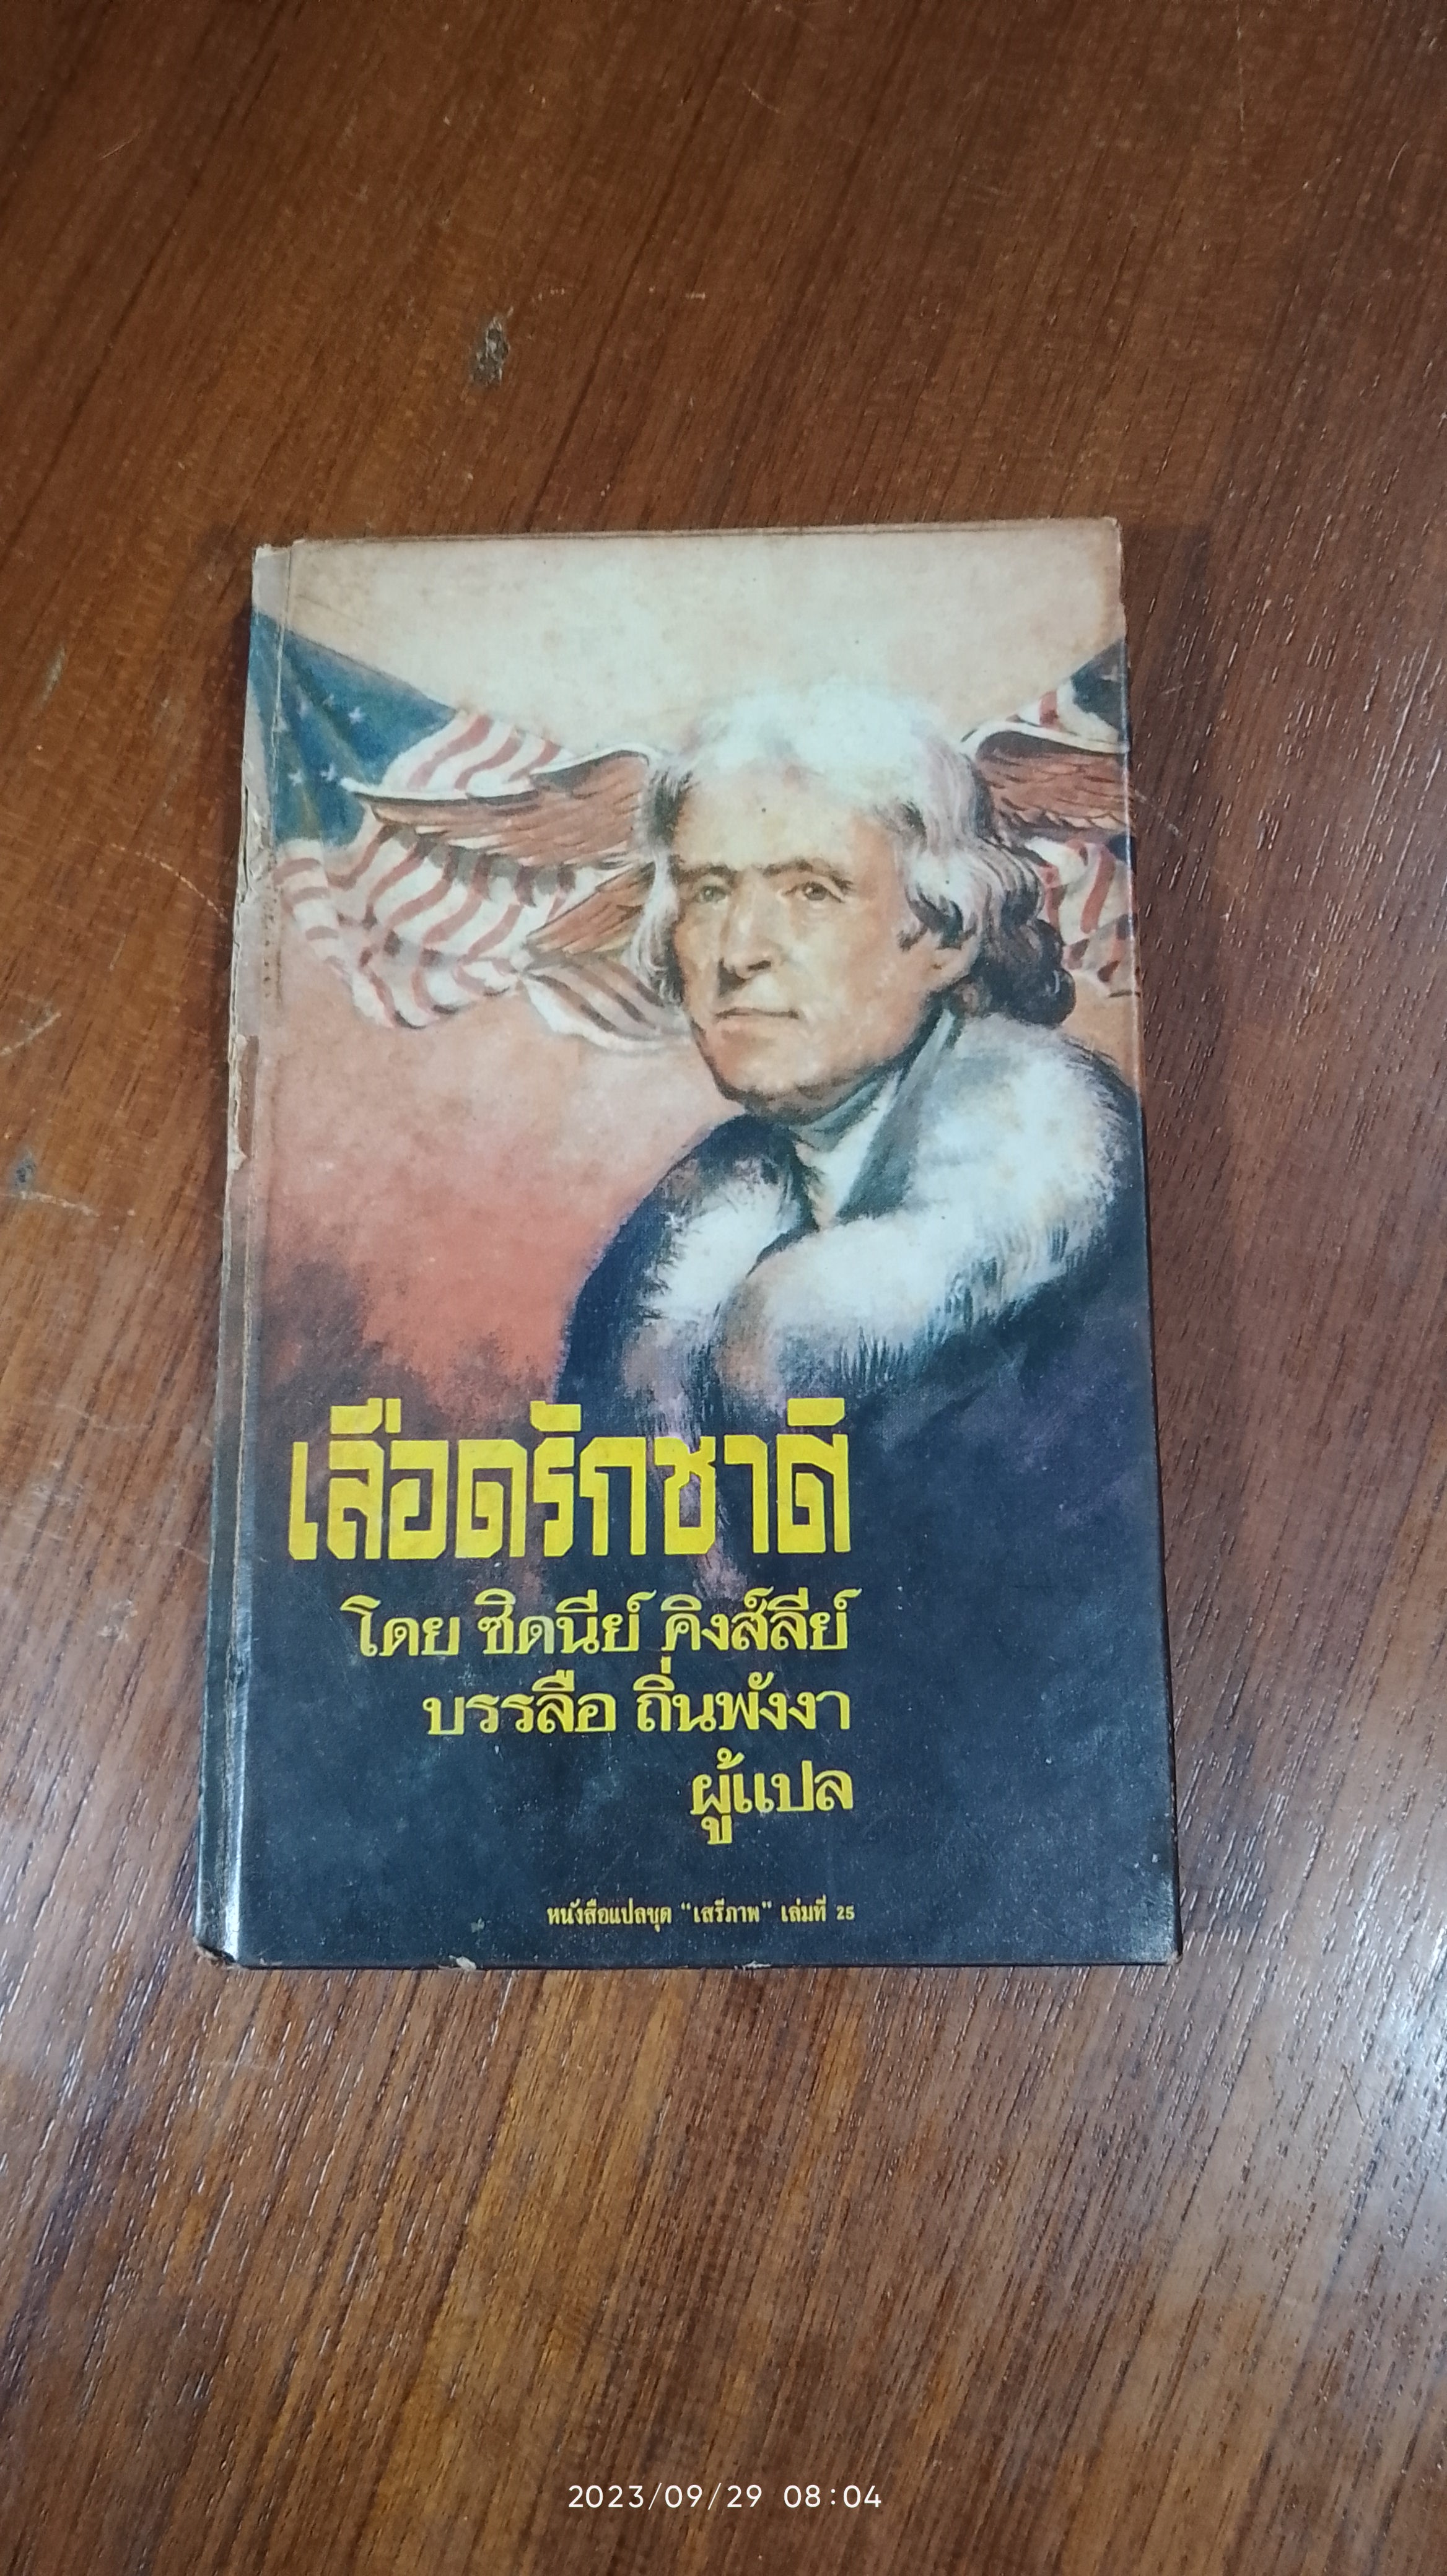 เลือดรักชาติ
โดย ซิดนีย์ คิงส์ลีย์
บรรลือ ถิ่นพังงา
ผู้แปล
หนังสือแปลชุด "เสรีภาพ" เล่มที่ 25
2023/09/29 08:04